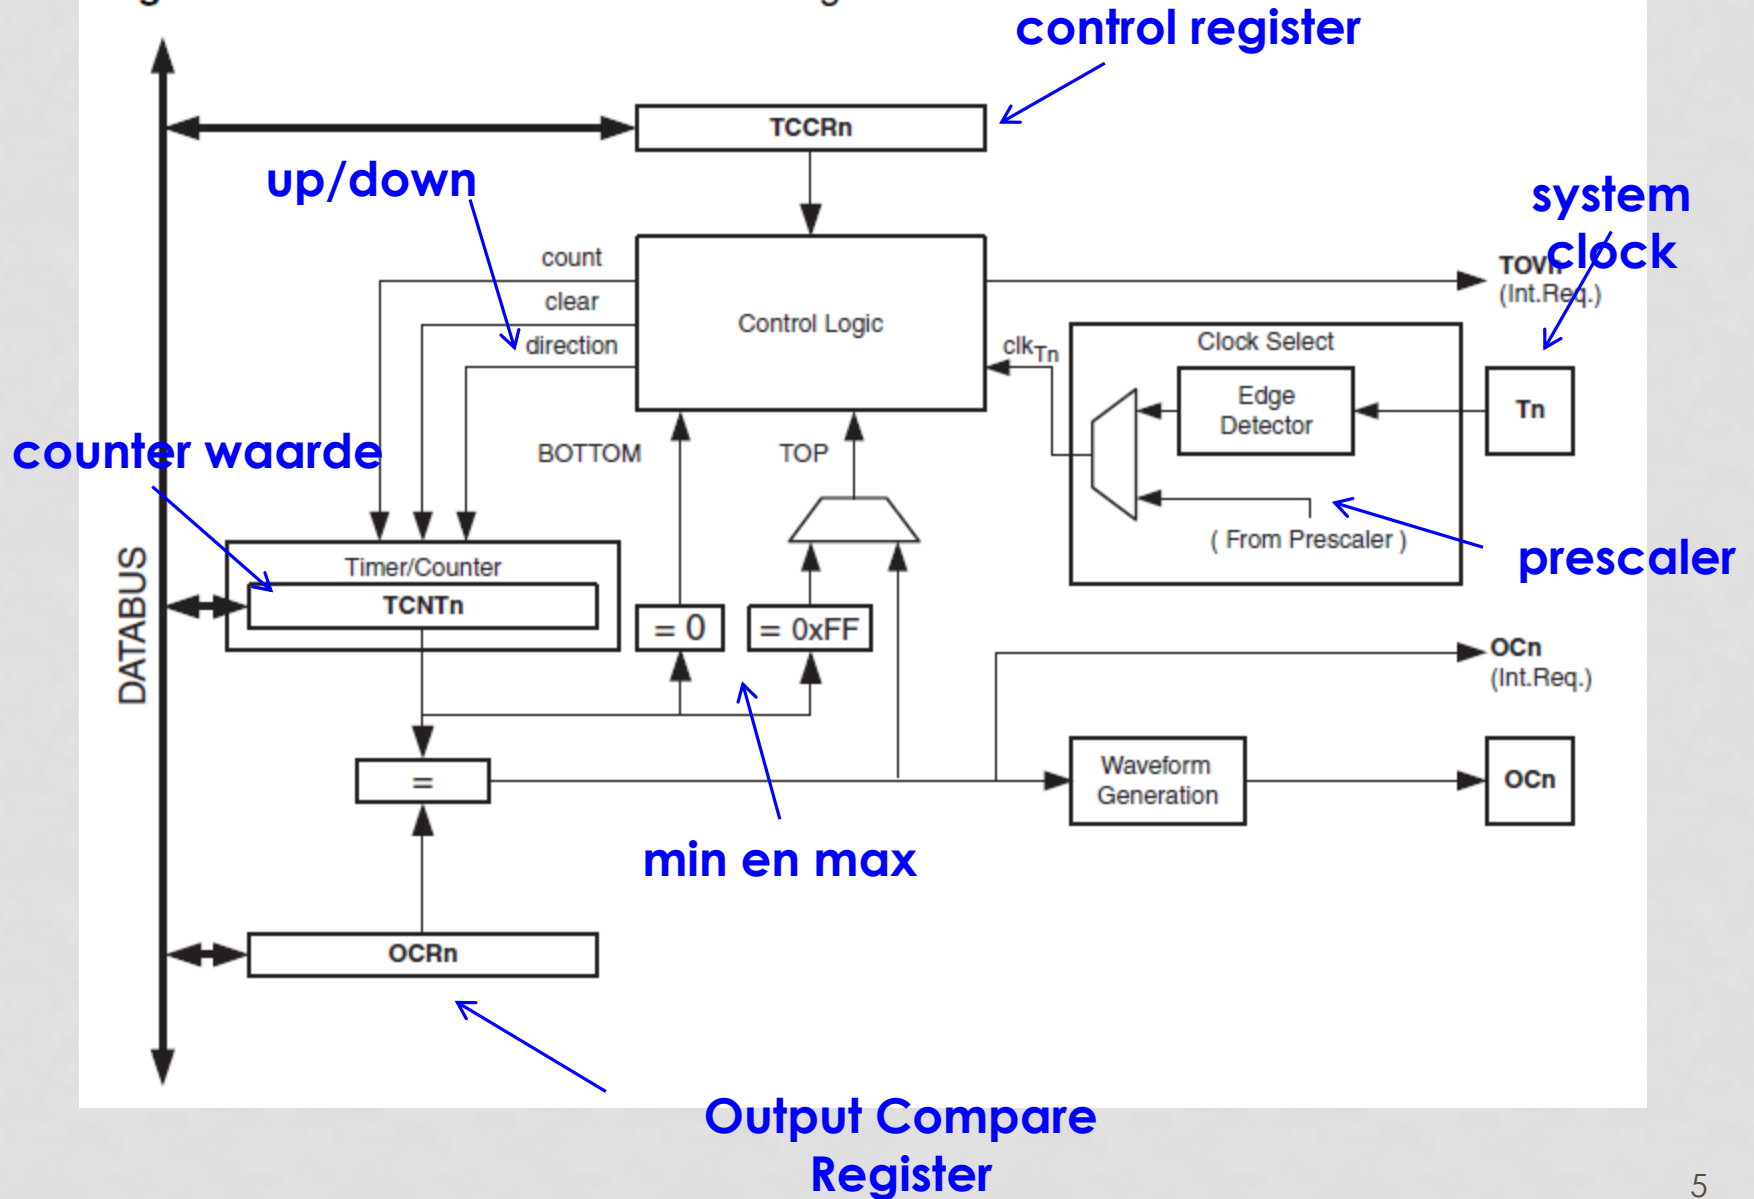 control register
TCCRn
up/down
system
clock
count
TOVn
(Int.Req.)
clear
Control Logic
direction
clkTn
Clock Select
Edge
Detector
Tn
counter waarde
BOTTOM
TOP
( From Prescaler )
prescaler
DATABUS
Timer/Counter
TCNTn
= 0
= 0xFF
OCn
(Int.Req.)
=
Waveform
Generation
OCn
min en max
OCRn
Output Compare
Register
5